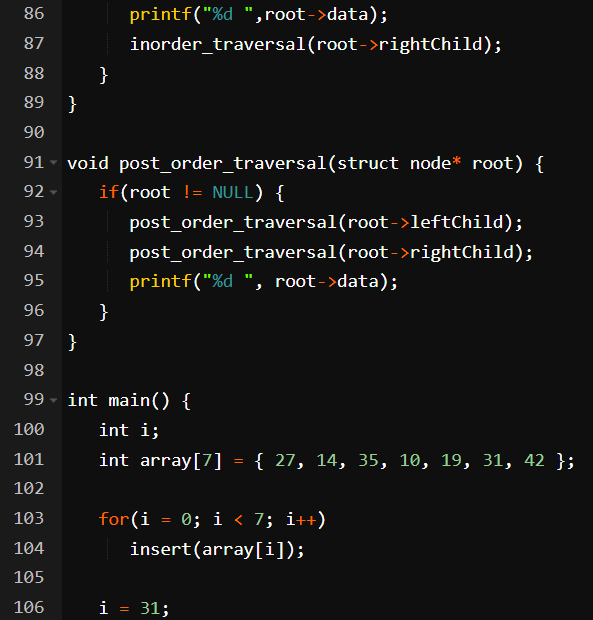 86 printf("%d ",root->data);
87 inorder_traversal(root->rightChild);
88 }
89 }
90
91 void post_order_traversal(struct node* root) {
92 if(root != NULL) {
93 post_order_traversal(root->leftChild);
94 post_order_traversal(root->rightChild);
95 printf("%d ", root->data);
96 }
97 }
98
99 int main() {
100 int i;
101 int array[7] = { 27, 14, 35, 10, 19, 31, 42 };
102
103 for(i = 0; i < 7; i++)
104 insert(array[i]);
105
106 i = 31;